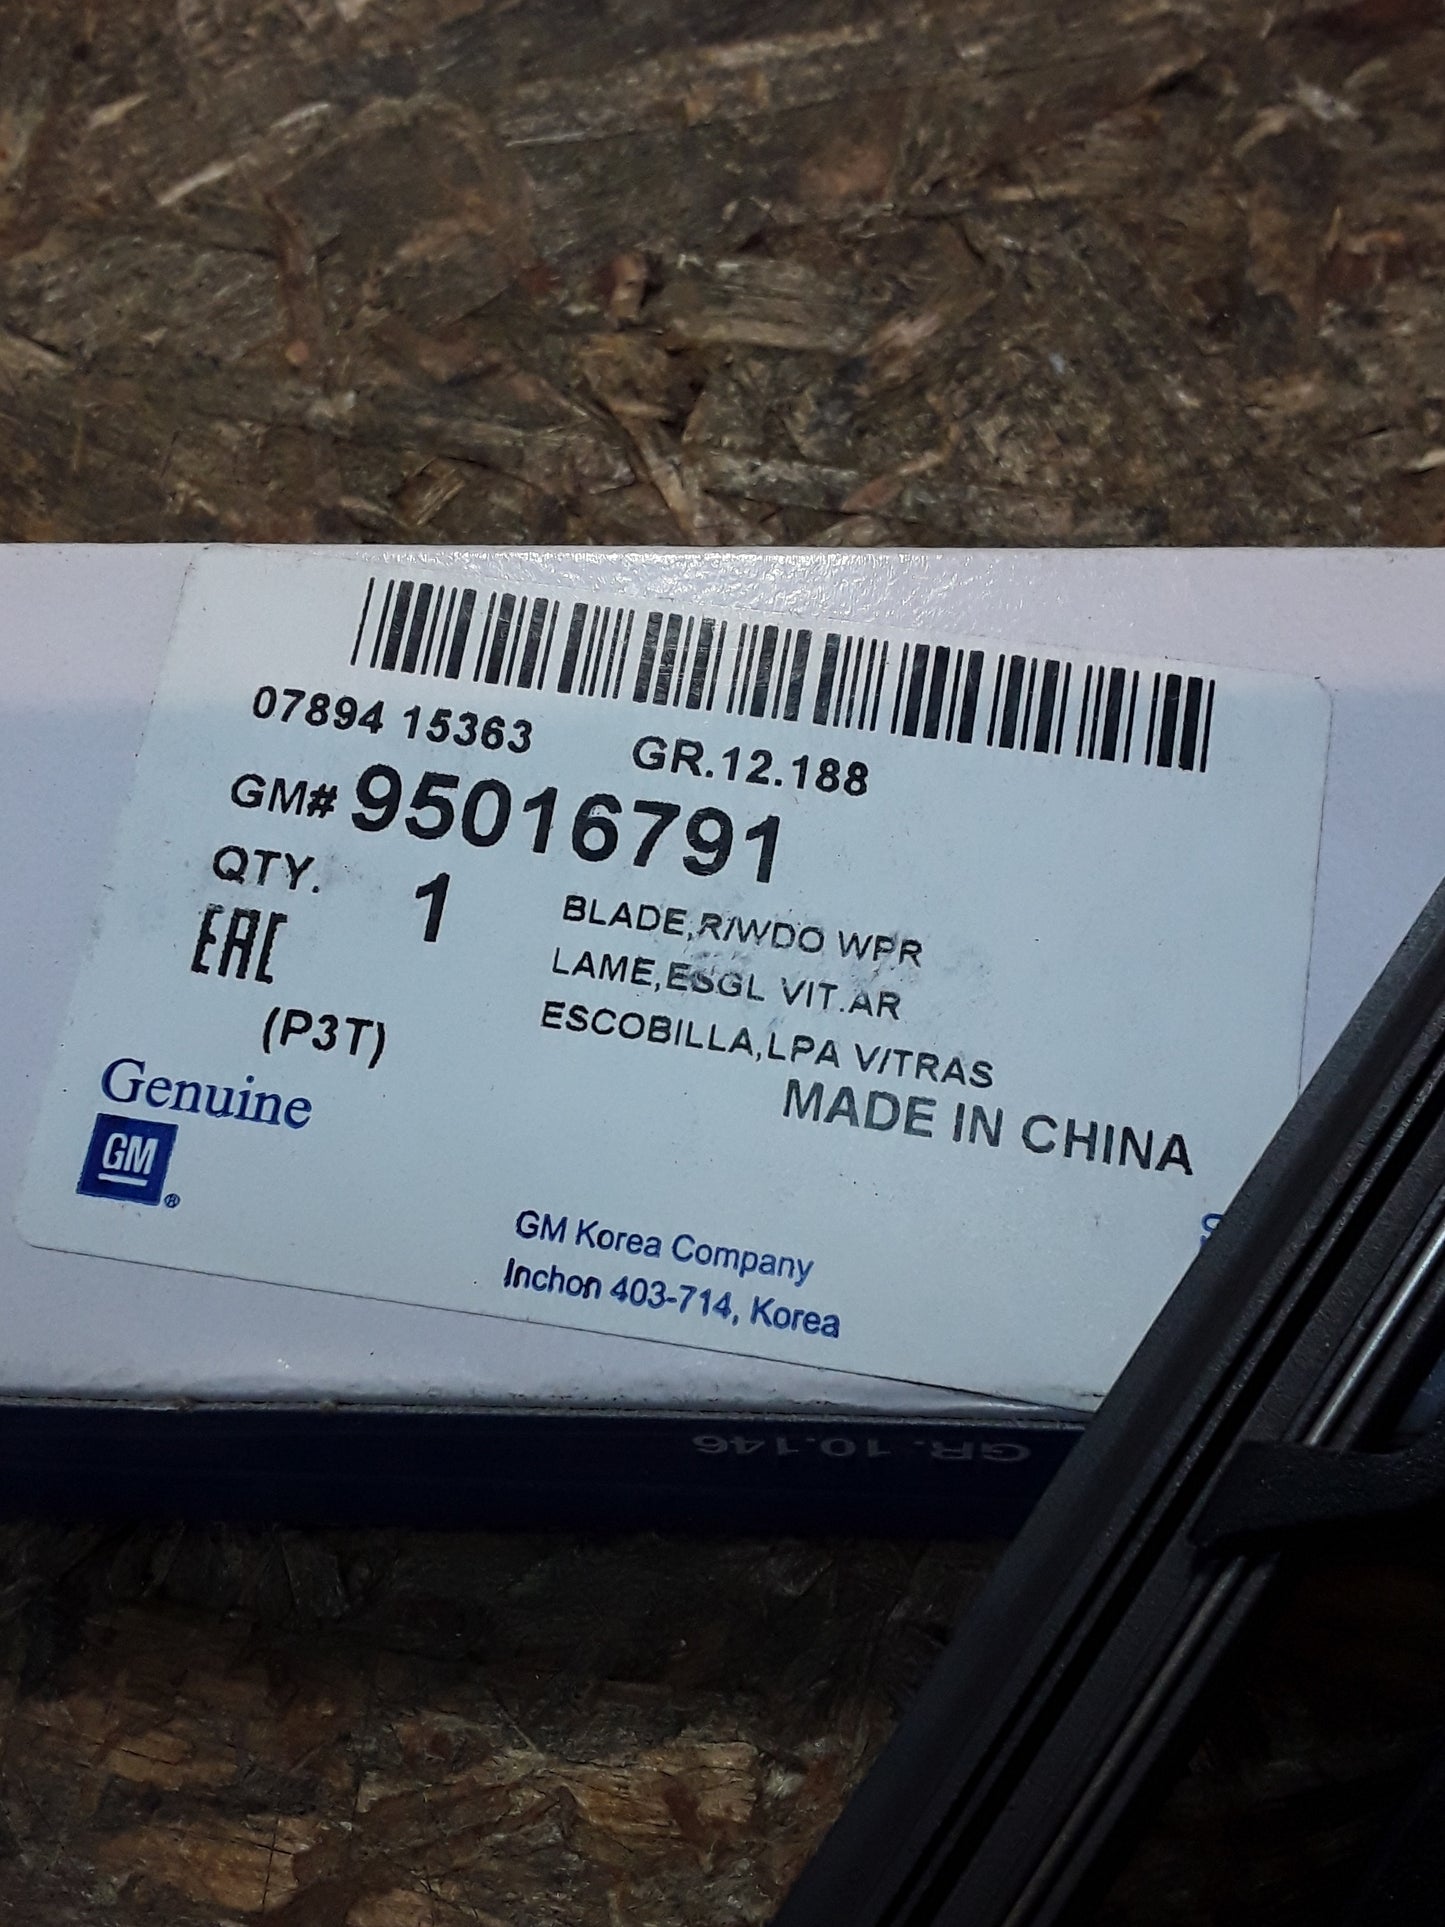 07894 15363 GR.12.188
GM# 95016791
QTY. 1
BLADE,R/WDO WPR
EAC
LAME,ESGL VIT.AR
(P3T)
ESCOBILLA,LPA V/TRAS
Genuine
MADE IN CHINA
GM ®
GM Korea Company
Inchon 403-714, Korea
GR. 10.146